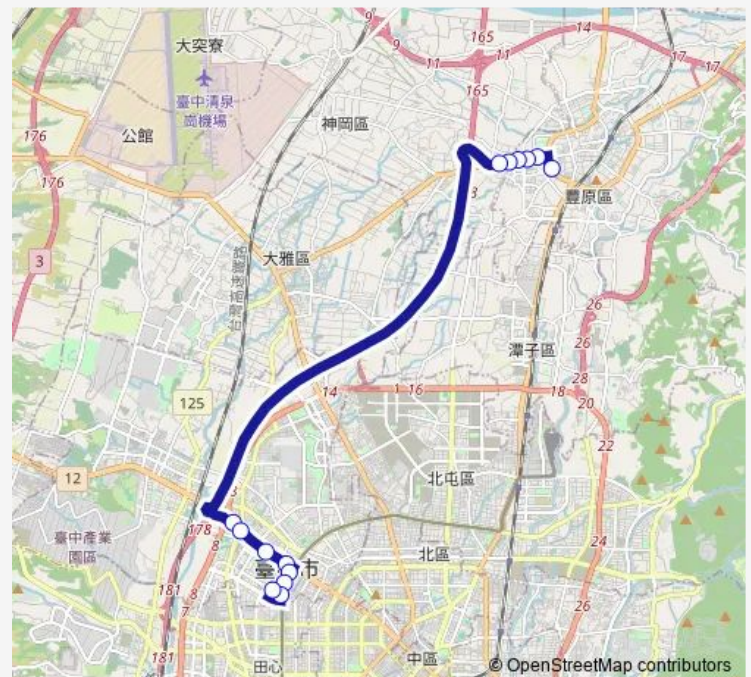 9
165
14
大突寮
9
11
11
17
17
165
臺中清泉
崗機場
176
公館
神岡區
176
3
豐原區
3
大雅區
26
潭子區
26
28
14
1 16
18
20
125
22
12
北屯區
3
178
8
臺中產業
園區
北區
24
臺 市
8
181
7
26
181
田心
中區
© OpenStreetMap contributors